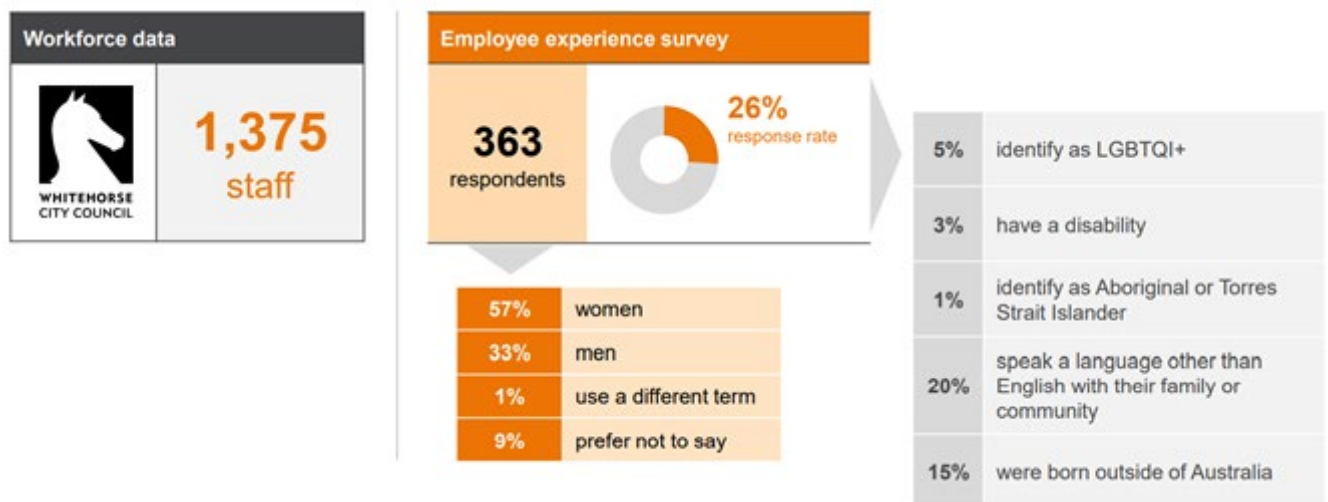 Workforce data
WHITEHORSE
CITY COUNCIL
1,375
staff
Employee experience survey
363
respondents
26%
response rate
57% women
33% men
1% use a different term
9% prefer not to say
5% identify as LGBTQI+
3% have a disability
1% identify as Aboriginal or Torres
Strait Islander
20% speak a language other than
English with their family or
community
15% were born outside of Australia